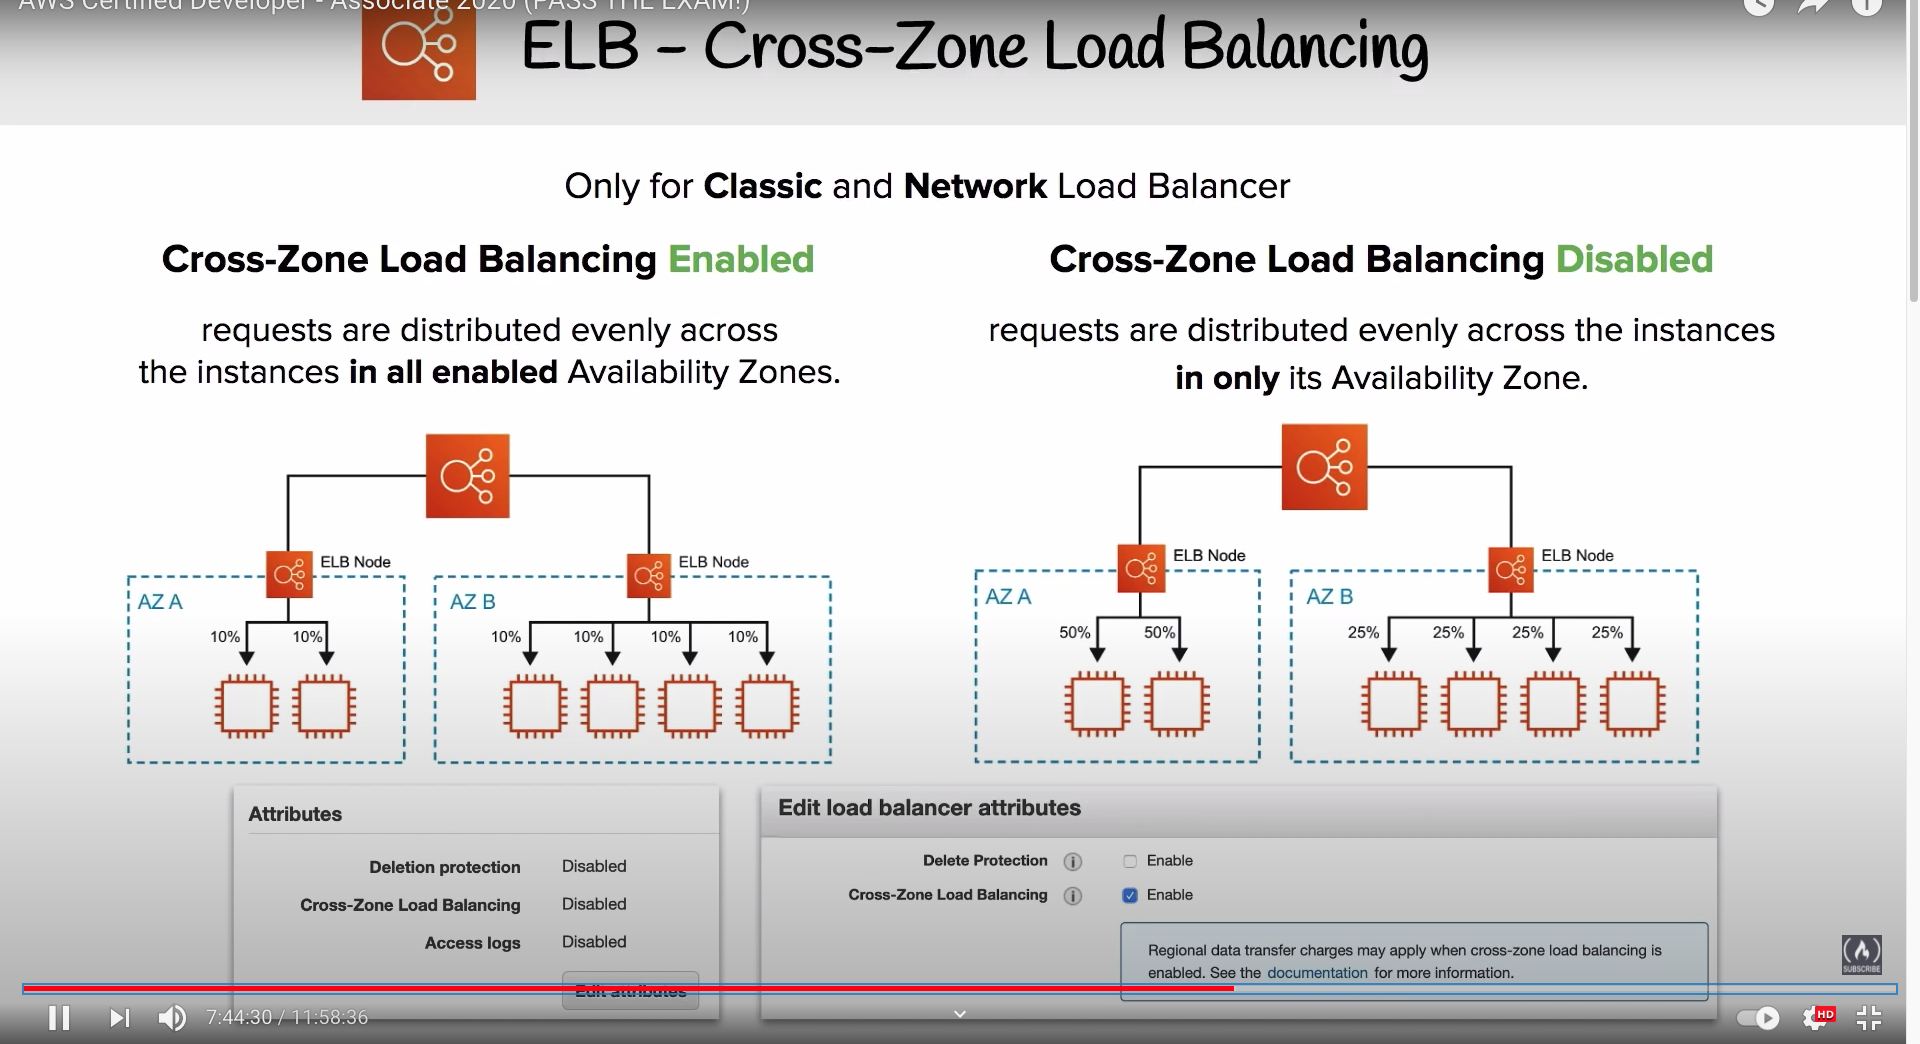 AWS Certified Developer - Associate 2020 (PASS THE EXAM!)
ELB - Cross-Zone Load Balancing
Only for Classic and Network Load Balancer
Cross-Zone Load Balancing Enabled
requests are distributed evenly across
the instances in all enabled Availability Zones.
ELB Node
ELB Node
AZ A
AZ B
10% 10%
10% 10% 10% 10%
Cross-Zone Load Balancing Disabled
requests are distributed evenly across the instances
in only its Availability Zone.
ELB Node
ELB Node
AZ A
AZ B
50% 50%
25% 25% 25% 25%
Attributes
Deletion protection Disabled
Cross-Zone Load Balancing Disabled
Access logs Disabled
Edit attributes
Edit load balancer attributes
Delete Protection i Enable
Cross-Zone Load Balancing i Enable
Regional data transfer charges may apply when cross-zone load balancing is
enabled. See the documentation for more information.
SUBSCRIBE
7:44:30 / 11:58:36
HD